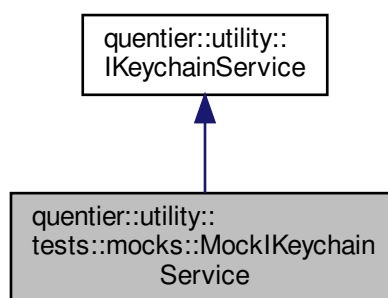 quentier::utility::
IKeychainService
quentier::utility::
tests::mocks::MockIKeychain
Service